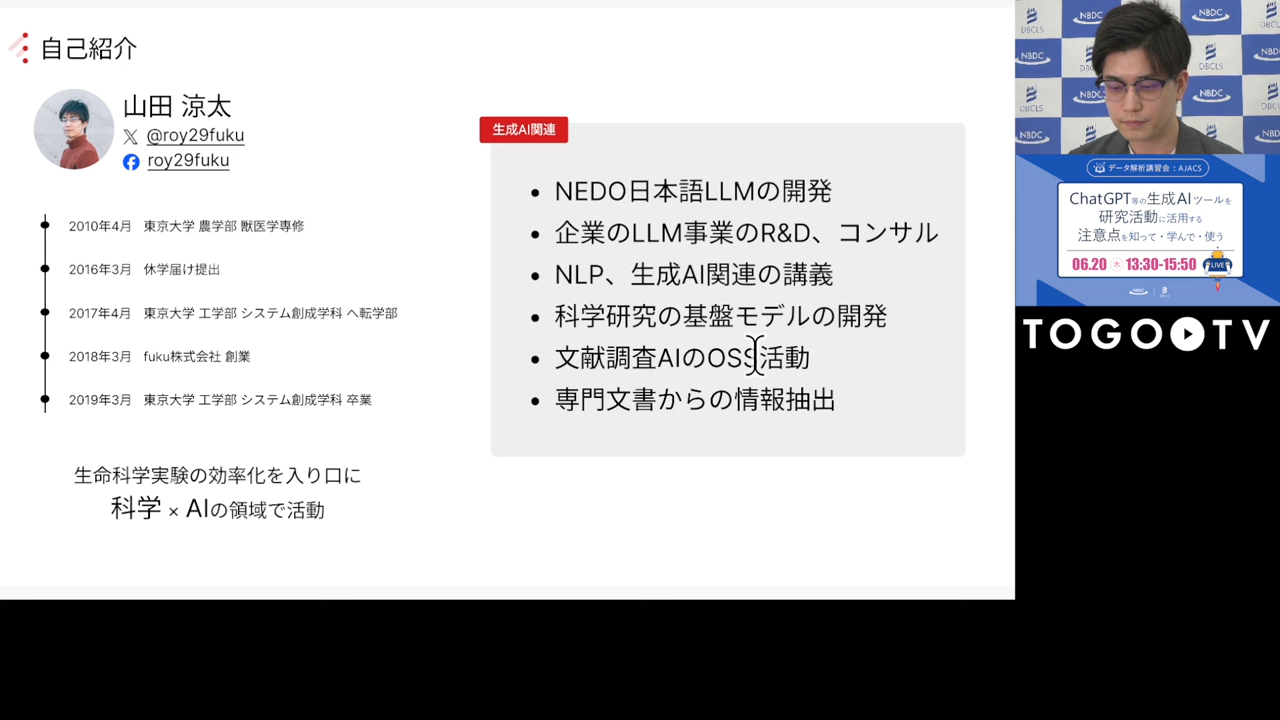 自己紹介
山田 涼太
@roy29fuku
roy29fuku
2010年4月 東京大学 農学部 獣医学専修
2016年3月 休学届け提出
2017年4月 東京大学 工学部 システム創成学科 へ転学部
2018年3月 fuku株式会社 創業
2019年3月 東京大学 工学部 システム創成学科 卒業
生命科学実験の効率化を入り口に
科学 × AIの領域で活動
生成AI関連
• NEDO日本語LLMの開発
• 企業のLLM事業のR&D、コンサル
• NLP、生成AI関連の講義
• 科学研究の基盤モデルの開発
• 文献調査AIのOSS活動
• 専門文書からの情報抽出
NBDC
DBCLS
NBDC
NBDC
DBCLS
DBCLS
NBDC
DBCLS
NBDC
NBDC
データ解析講習会:AJACS
ChatGPT等の生成AIツールを
研究活動に活用する
注意点を知って・学んで・使う
06.20 木 13:30-15:50 LIVE
NBDC
DBCLS
TOGO TV